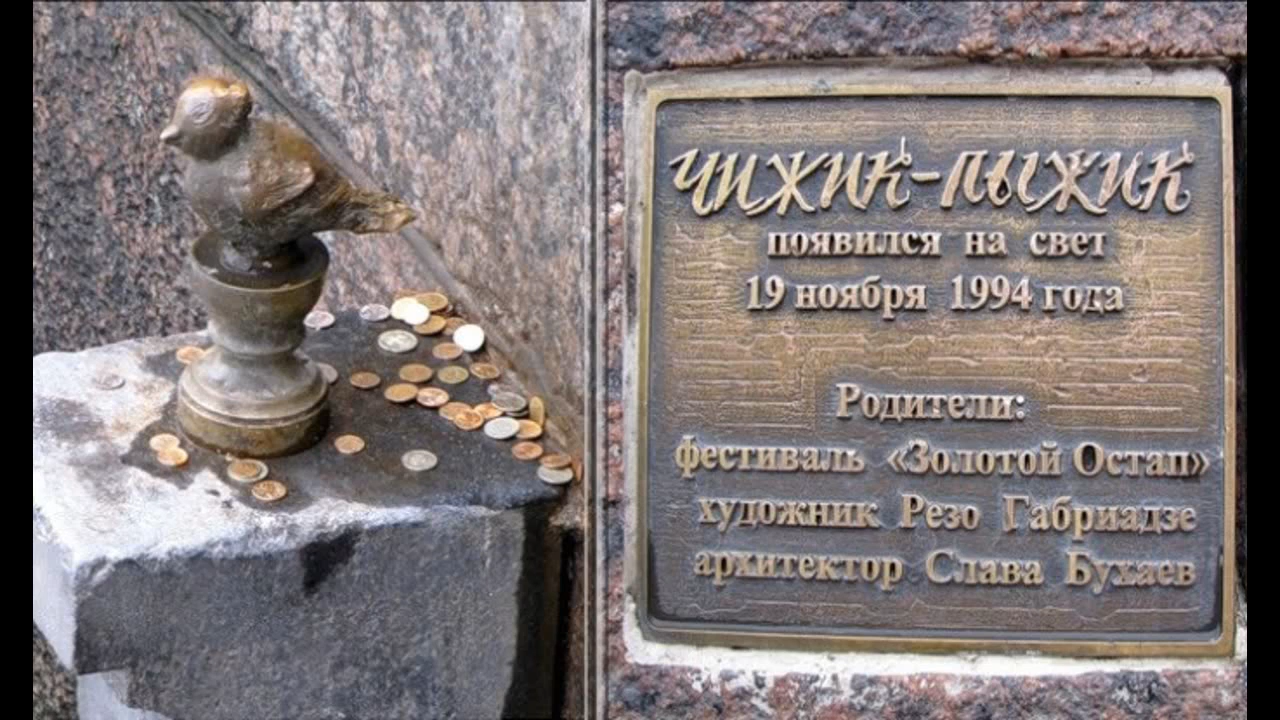 ЧИЖИК-ПЫЖИК
появился на свет
19 ноября 1994 года
Родители:
фестиваль «Золотой Остап»
художник Резо Габриадзе
архитектор Слава Бухаев